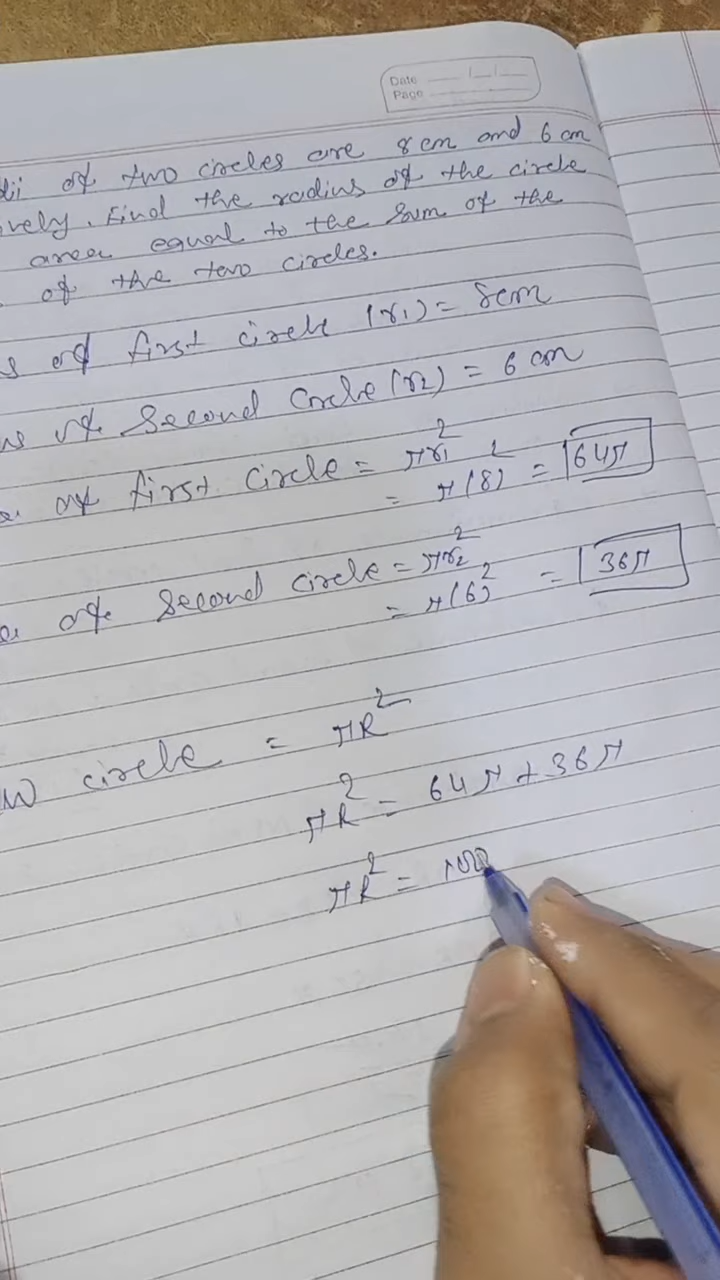 Date
Page
dii of two circles are 8 cm and 6 cm
ively. Find the radius of the circle
area equal to the sum of the
of the two circles.
s of first circle (r₁) = 8cm
us of Second Circle (r₂) = 6 cm
of first circle = πr₁²
= π(8)² = 64π
of second circle = πr₂²
= π(6)² = 36π
w circle = πR²
πR² = 64π + 36π
πR² = 100